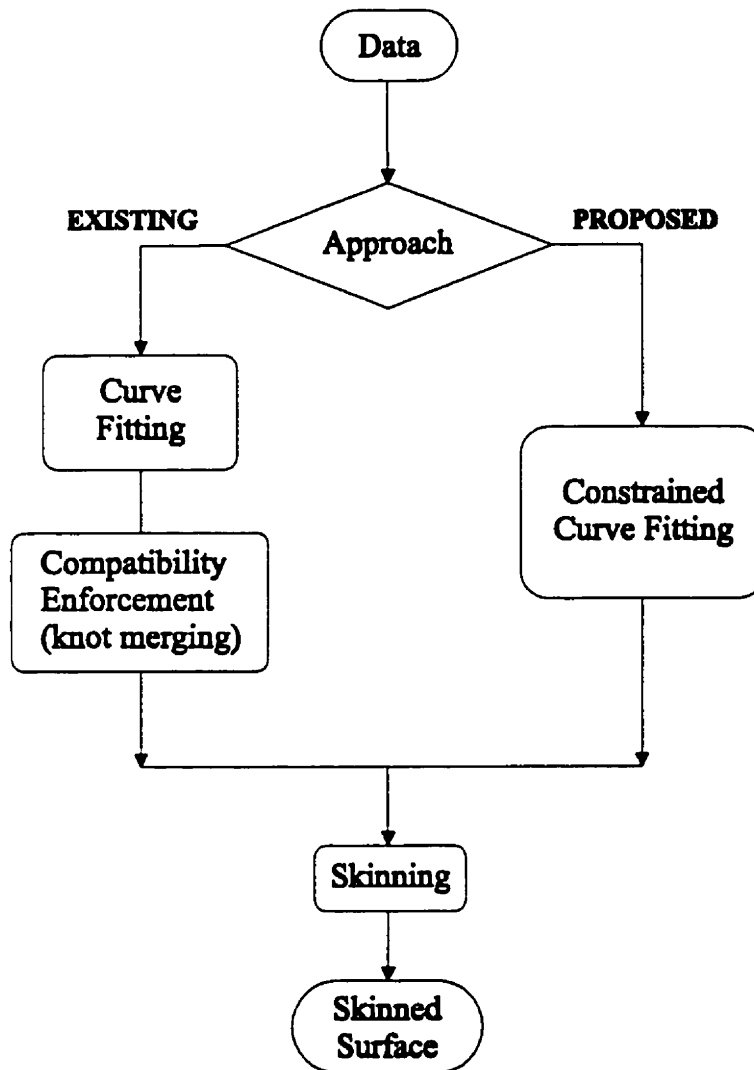 Data
EXISTING
PROPOSED
Approach
Curve
Fitting
Compatibility
Enforcement
(knot merging)
Constrained
Curve Fitting
Skinning
Skinned
Surface